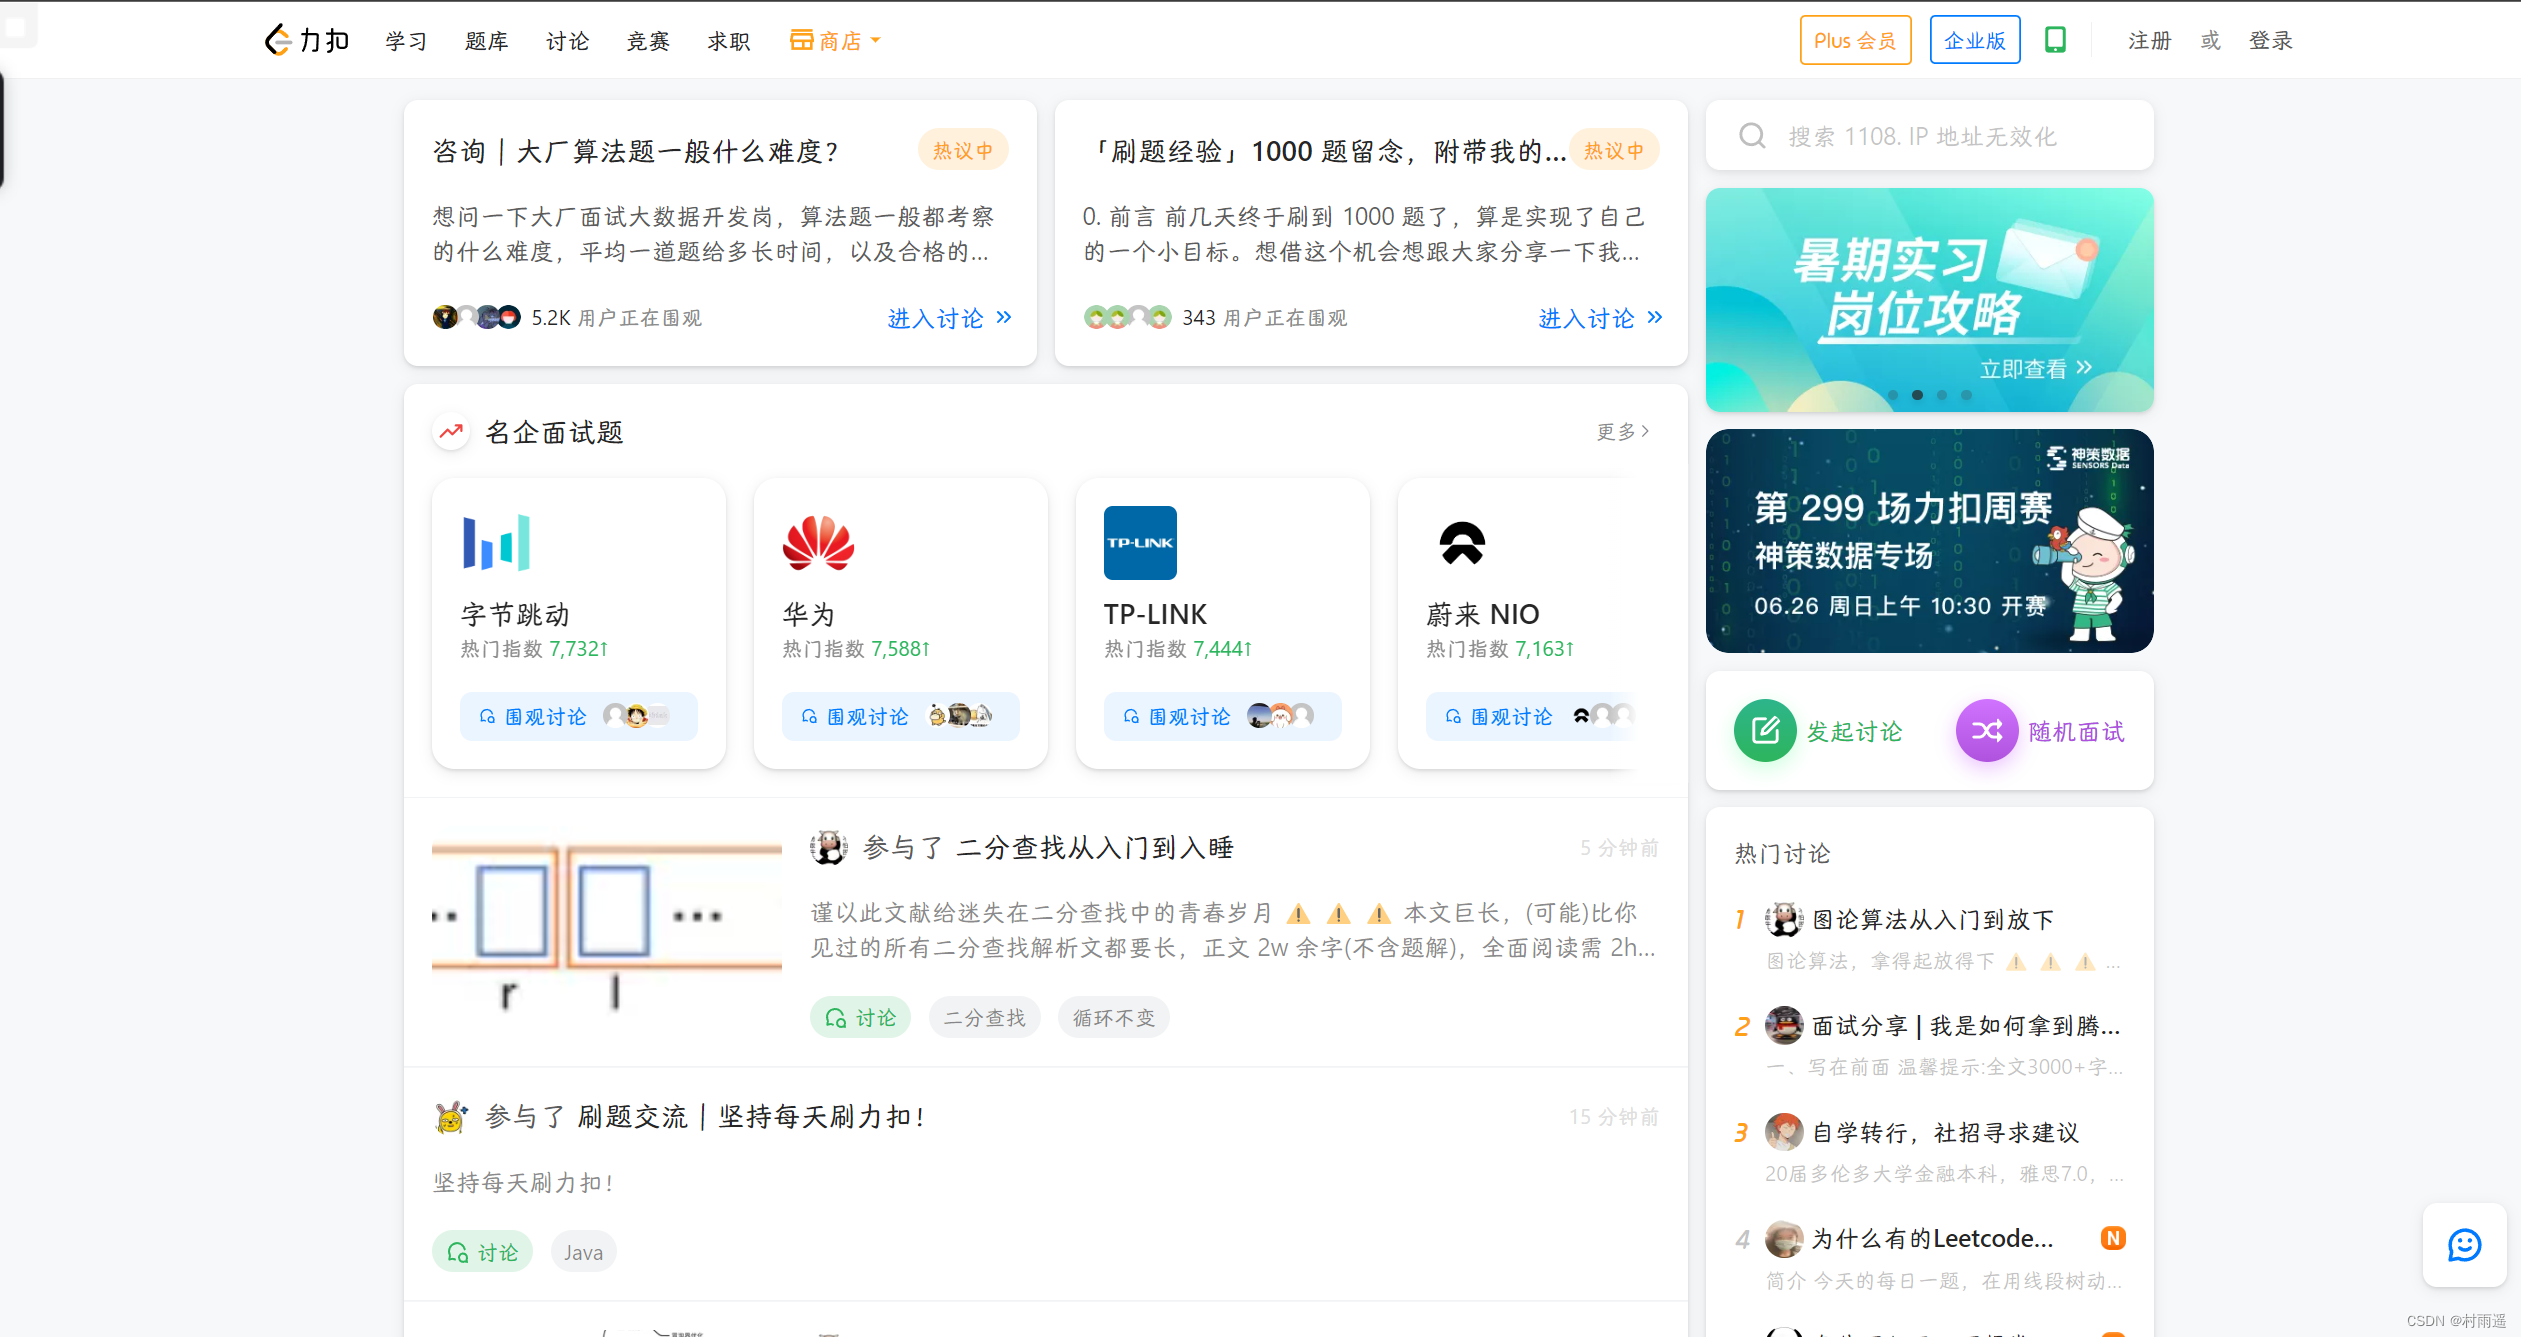 力扣 学习 题库 讨论 竞赛 求职 商店 Plus 会员 企业版 注册 或 登录
咨询 | 大厂算法题一般什么难度? 热议中
想问一下大厂面试大数据开发岗，算法题一般都考察
的什么难度，平均一道题给多长时间，以及合格的...
5.2K 用户正在围观 进入讨论
「刷题经验」1000 题留念，附带我的... 热议中
0. 前言 前几天终于刷到 1000 题了，算是实现了自己
的一个小目标。想借这个机会想跟大家分享一下我...
343 用户正在围观 进入讨论
搜索 1108. IP 地址无效化
暑期实习
岗位攻略
立即查看
神策数据
SENSORS Data
第 299 场力扣周赛
神策数据专场
06.26 周日上午 10:30 开赛
名企面试题 更多
字节跳动
热门指数 7,732↑
围观讨论
华为
热门指数 7,588↑
围观讨论
TP-LINK
TP-LINK
热门指数 7,444↑
围观讨论
蔚来 NIO
热门指数 7,163↑
围观讨论
发起讨论 随机面试
参与了 二分查找从入门到入睡 5 分钟前
谨以此文献给迷失在二分查找中的青春岁月 ⚠ ⚠ ⚠ 本文巨长，(可能)比你
见过的所有二分查找解析文都要长，正文 2w 余字(不含题解)，全面阅读需 2h...
... ...
r l
讨论 二分查找 循环不变
参与了 刷题交流 | 坚持每天刷力扣！ 15 分钟前
坚持每天刷力扣！
讨论 Java
热门讨论
1 图论算法从入门到放下
图论算法，拿得起放得下 ⚠ ⚠ ⚠ ...
2 面试分享 | 我是如何拿到腾...
一、写在前面 温馨提示:全文3000+字...
3 自学转行，社招寻求建议
20届多伦多大学金融本科，雅思7.0，...
4 为什么有的Leetcode... N
简介 今天的每日一题，在用线段树动...
CSDN @村雨遥